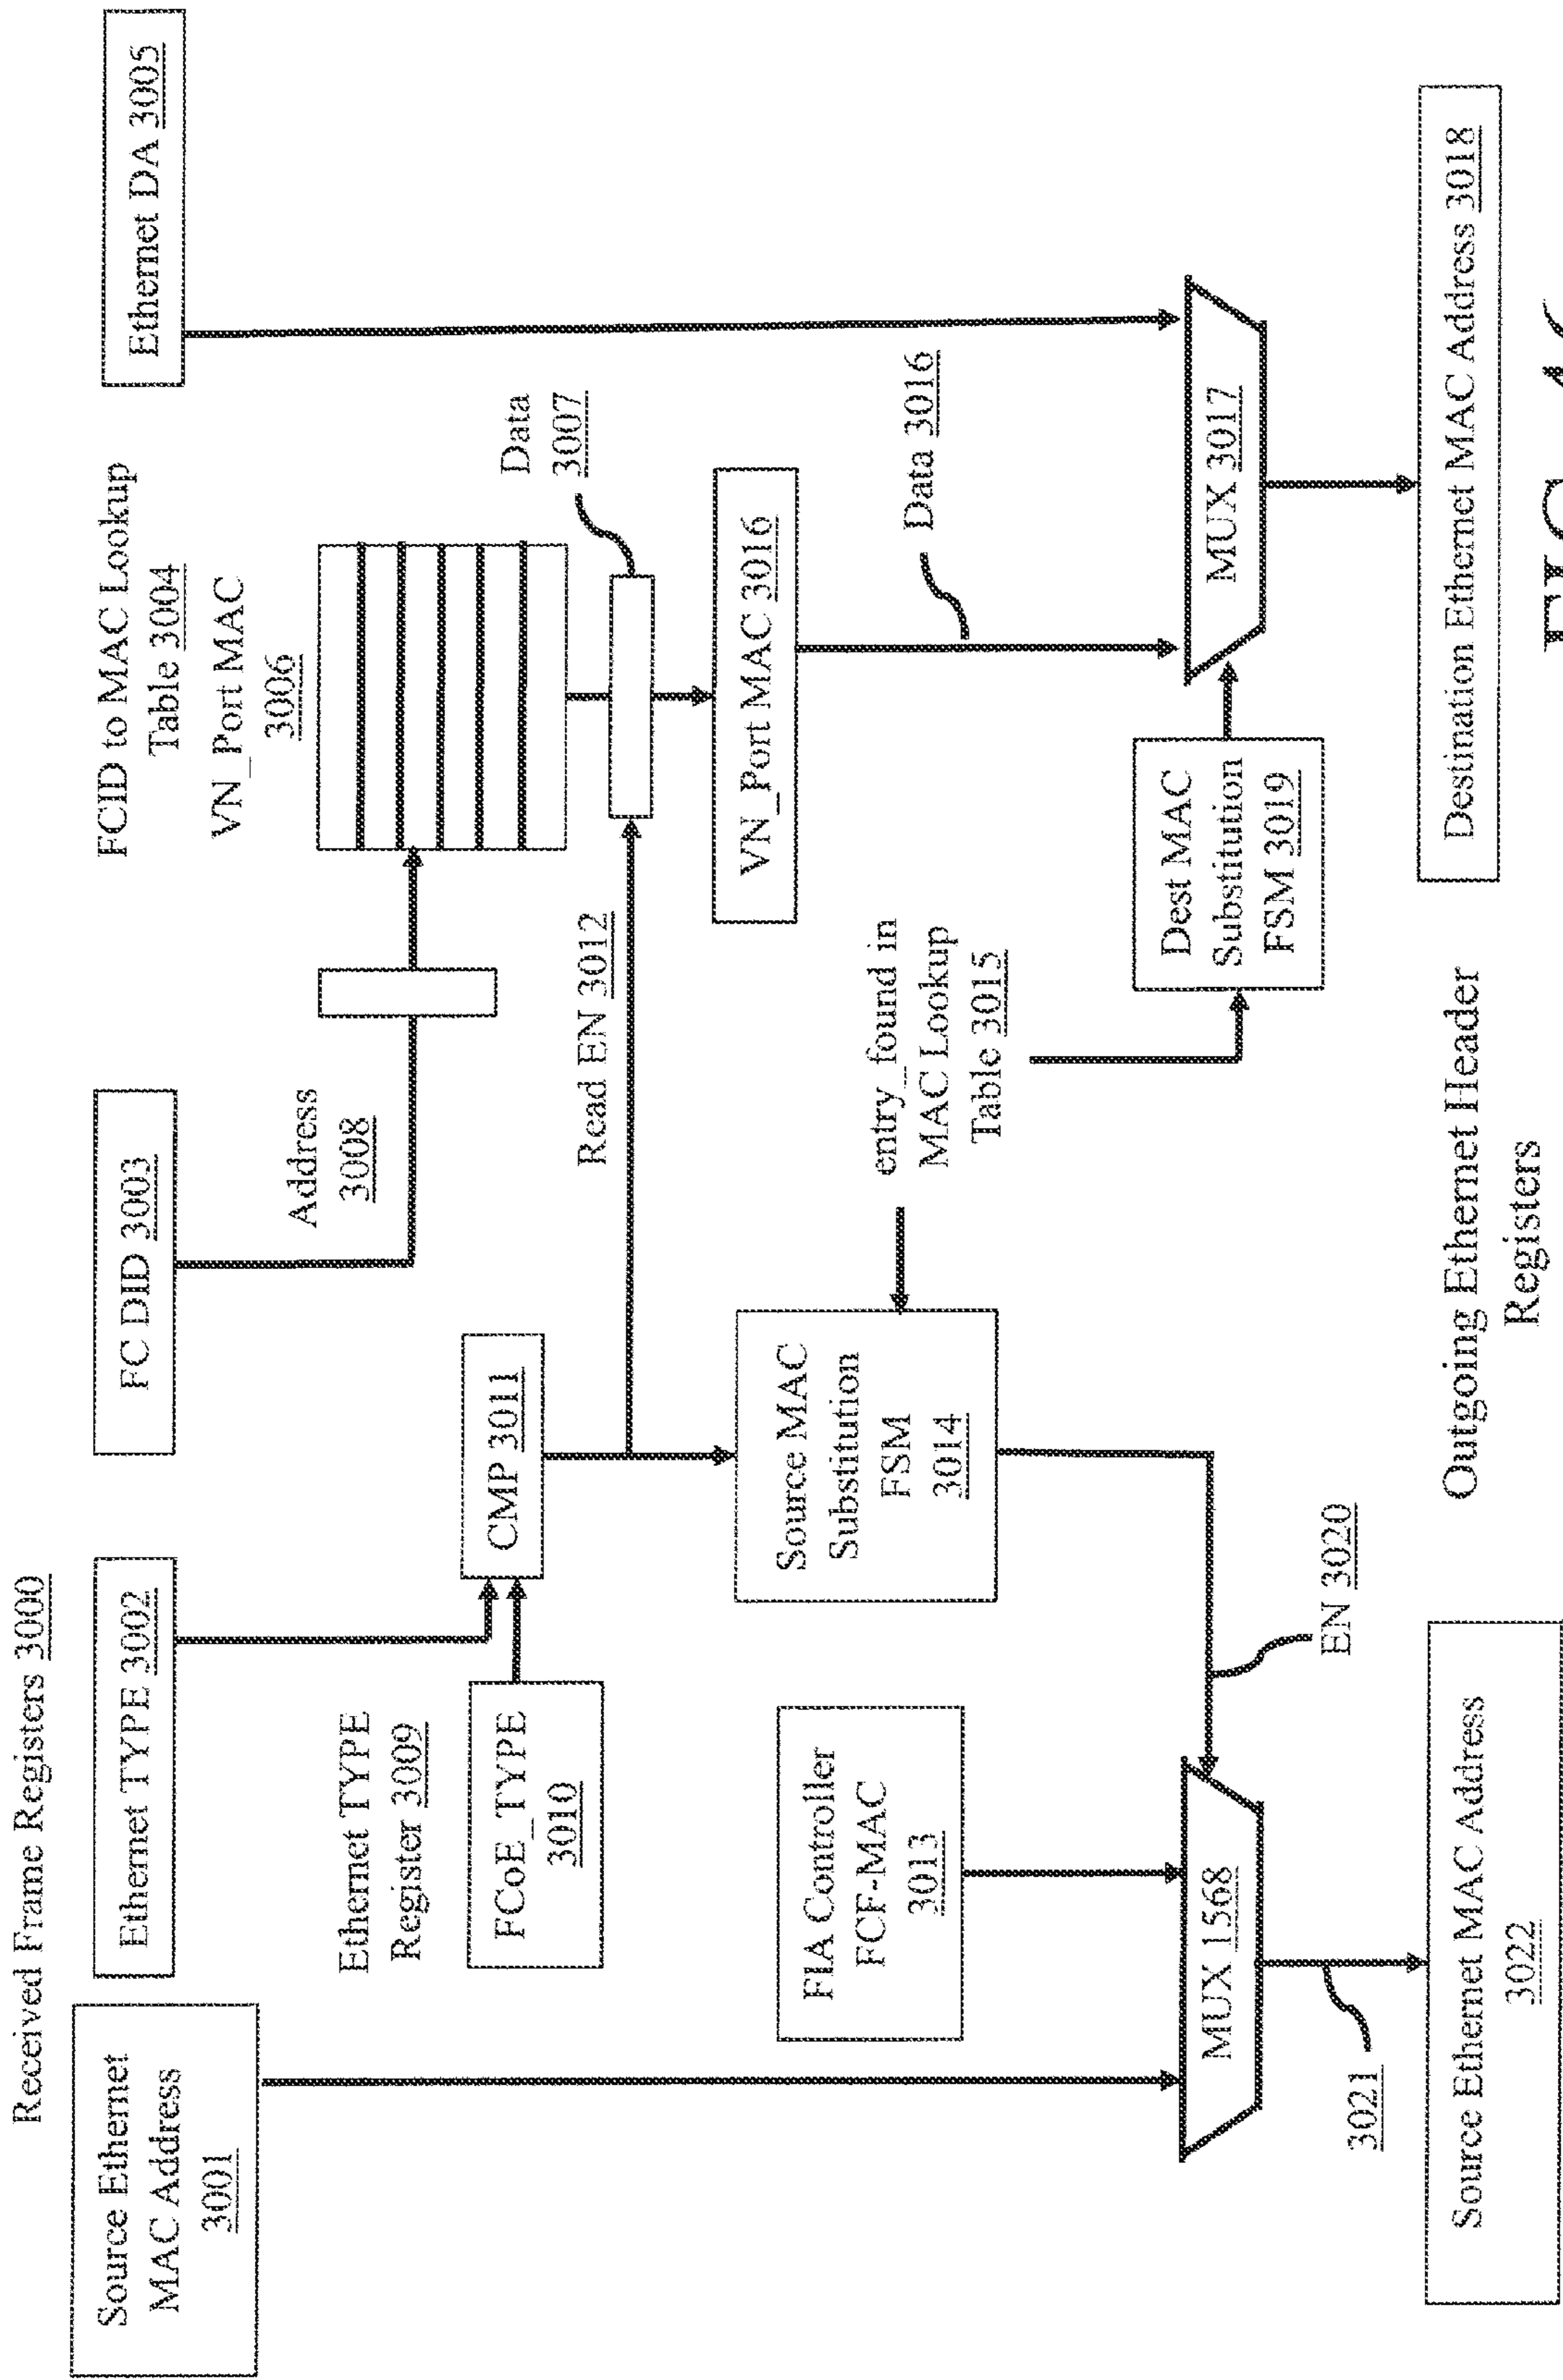 Received Frame Registers 3000
Source Ethernet
MAC Address
3001
Ethernet TYPE 3002
FC DID 3003
Ethernet DA 3005
FCID to MAC Lookup
Table 3004
VN_Port MAC
3006
Address
3008
Ethernet TYPE
Register 3009
FCoE_TYPE
3010
CMP 3011
Data
3007
Read EN 3012
VN_Port MAC 3016
FIA Controller
FCF-MAC
3013
Source MAC
Substitution
FSM
3014
entry_found in
MAC Lookup
Table 3015
Data 3016
Dest MAC
Substitution
FSM 3019
MUX 1568
MUX 3017
EN 3020
3021
Source Ethernet MAC Address
3022
Outgoing Ethernet Header
Registers
Destination Ethernet MAC Address 3018